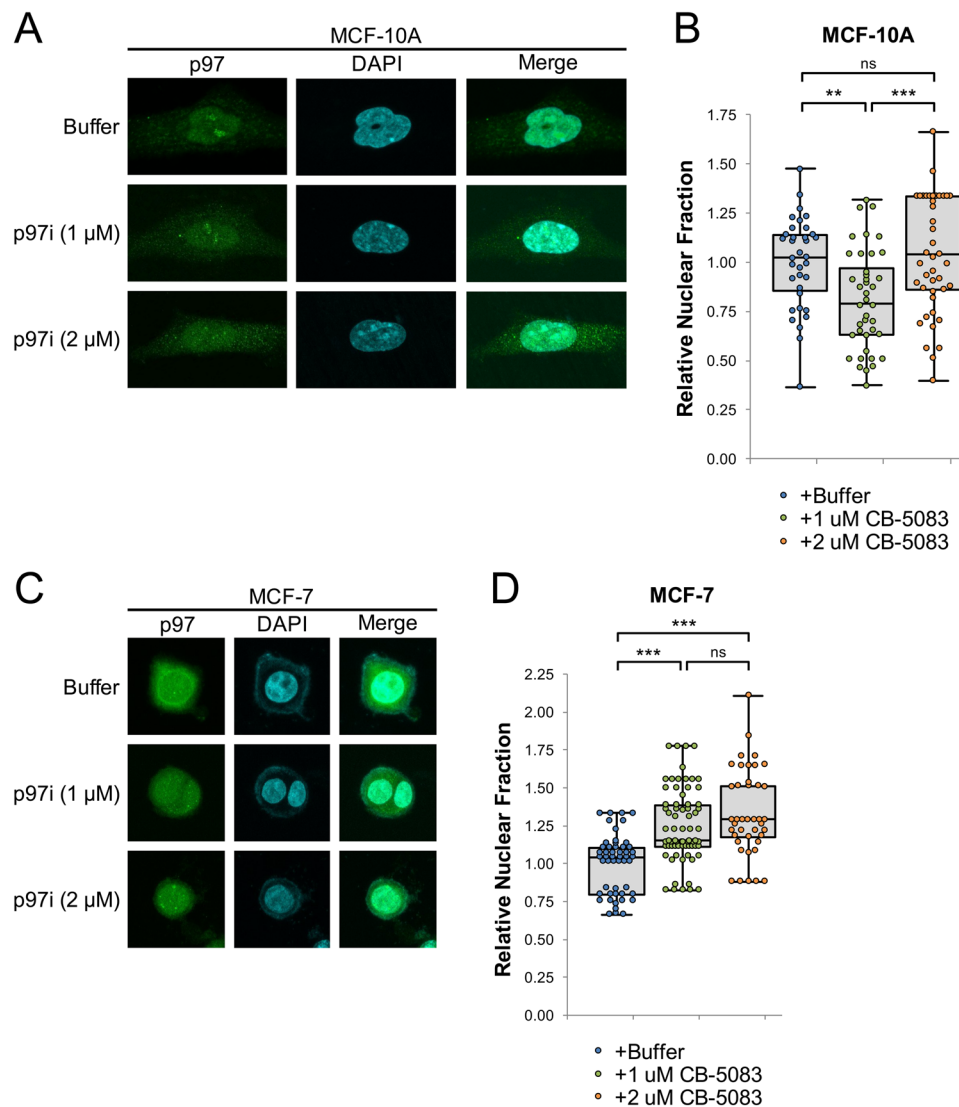 A
MCF-10A
p97 DAPI Merge
Buffer
p97i (1 µM)
p97i (2 µM)
B
MCF-10A
ns
** ***
Relative Nuclear Fraction
1.75
1.50
1.25
1.00
0.75
0.50
0.25
0.00
+Buffer
+1 uM CB-5083
+2 uM CB-5083
C
MCF-7
p97 DAPI Merge
Buffer
p97i (1 µM)
p97i (2 µM)
D
MCF-7
***
*** ns
Relative Nuclear Fraction
2.25
2.00
1.75
1.50
1.25
1.00
0.75
0.50
0.25
0.00
+Buffer
+1 uM CB-5083
+2 uM CB-5083